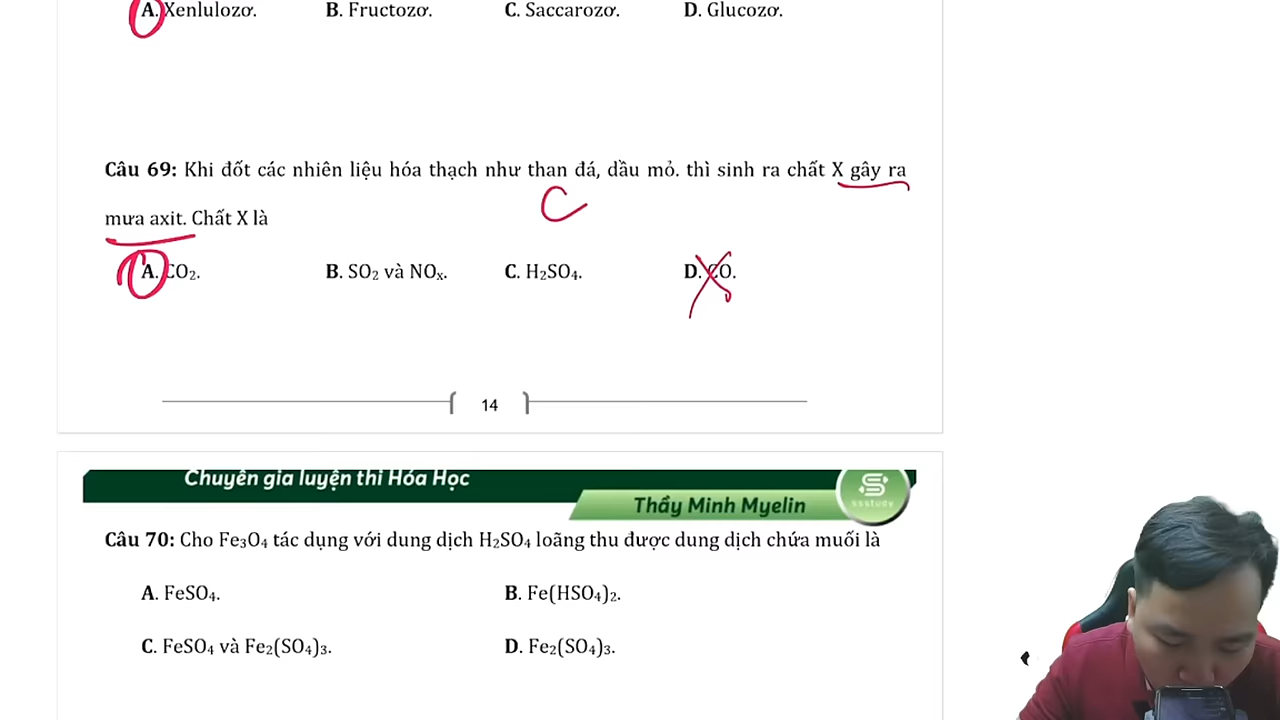 A. Xenlulozơ. B. Fructozơ. C. Saccarozơ. D. Glucozơ.
Câu 69: Khi đốt các nhiên liệu hóa thạch như than đá, dầu mỏ. thì sinh ra chất X gây ra
C
mưa axit. Chất X là
A. CO₂. B. SO₂ và NOₓ. C. H₂SO₄. D. CO.
14
Chuyên gia luyện thi Hóa Học
Thầy Minh Myelin
ssstudy
Câu 70: Cho Fe₃O₄ tác dụng với dung dịch H₂SO₄ loãng thu được dung dịch chứa muối là
A. FeSO₄. B. Fe(HSO₄)₂.
C. FeSO₄ và Fe₂(SO₄)₃. D. Fe₂(SO₄)₃.